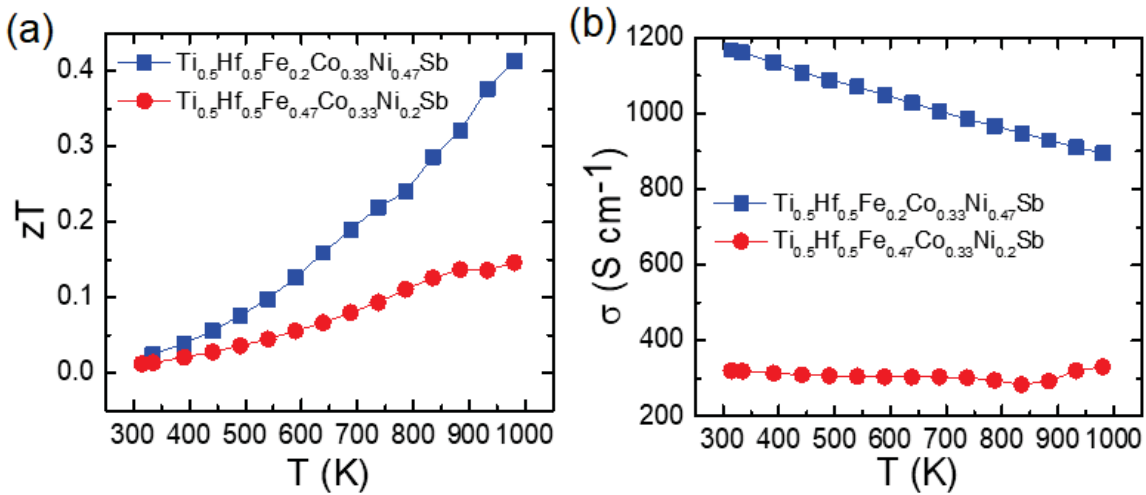 (a)
Ti0.5Hf0.5Fe0.2Co0.33Ni0.47Sb
Ti0.5Hf0.5Fe0.47Co0.33Ni0.2Sb
0.4
0.3
0.2
0.1
0.0
zT
300 400 500 600 700 800 900 1000
T (K)
(b)
1200
1000
800
600
400
200
σ (S cm-1)
Ti0.5Hf0.5Fe0.2Co0.33Ni0.47Sb
Ti0.5Hf0.5Fe0.47Co0.33Ni0.2Sb
300 400 500 600 700 800 900 1000
T (K)